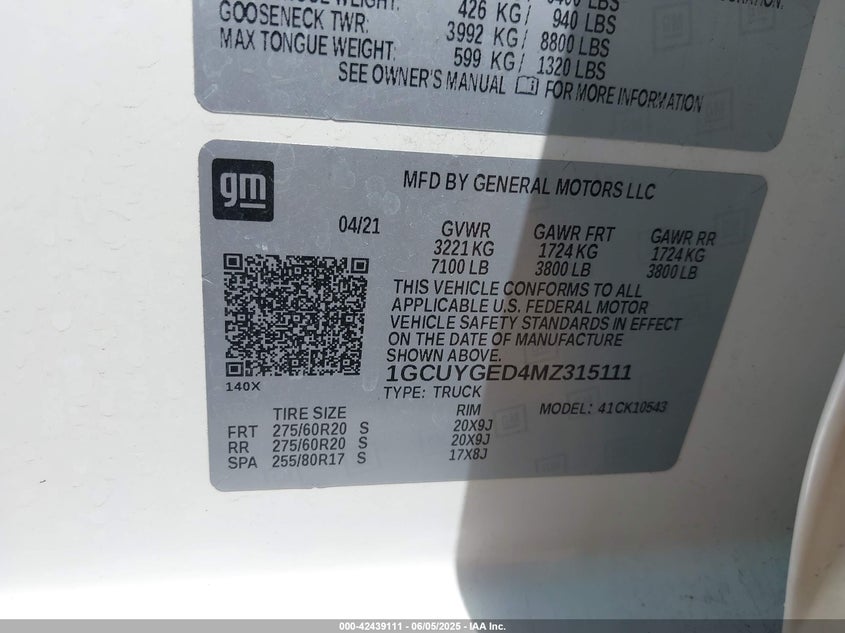 WEIGHT: 426 KG/ 940 LBS
GOOSENECK TWR: 3992 KG/ 8800 LBS
MAX TONGUE WEIGHT: 599 KG/ 1320 LBS
SEE OWNER'S MANUAL FOR MORE INFORMATION
gm
MFD BY GENERAL MOTORS LLC
04/21 GVWR GAWR FRT GAWR RR
3221 KG 1724 KG 1724 KG
7100 LB 3800 LB 3800 LB
THIS VEHICLE CONFORMS TO ALL
APPLICABLE U.S. FEDERAL MOTOR
VEHICLE SAFETY STANDARDS IN EFFECT
ON THE DATE OF MANUFACTURE
SHOWN ABOVE.
1GCUYGED4MZ315111
140X
TYPE: TRUCK MODEL: 41CK10543
TIRE SIZE RIM
FRT 275/60R20 S 20X9J
RR 275/60R20 S 20X9J
SPA 255/80R17 S 17X8J
000-42439111 - 06/05/2025 - IAA Inc.